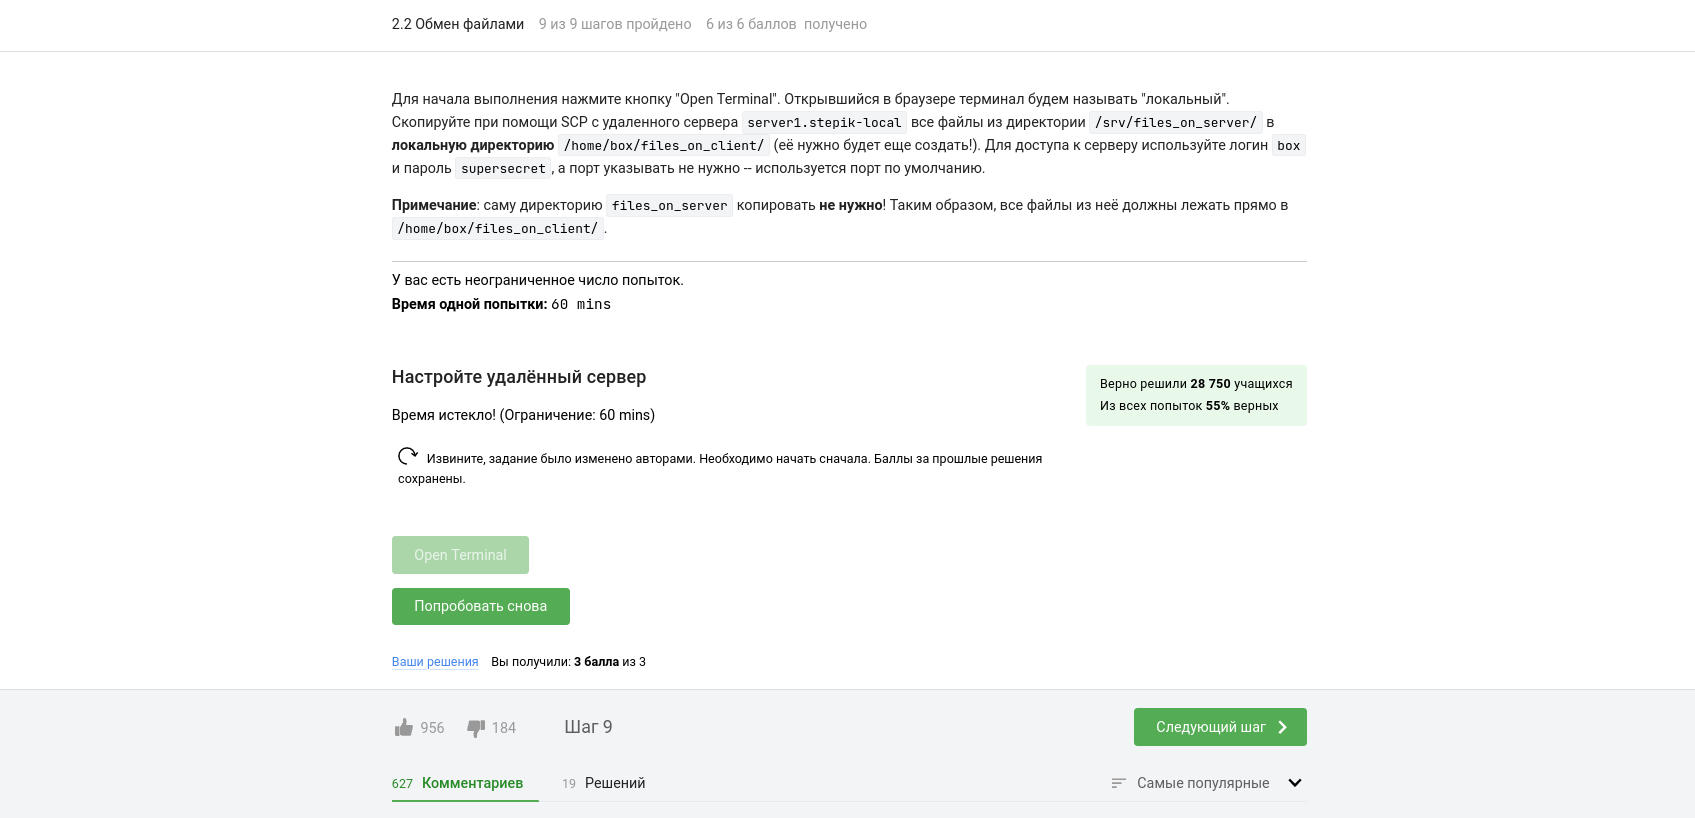 2.2 Обмен файлами 9 из 9 шагов пройдено 6 из 6 баллов получено
Для начала выполнения нажмите кнопку "Open Terminal". Открывшийся в браузере терминал будем называть "локальный".
Скопируйте при помощи SCP с удаленного сервера server1.stepik-local все файлы из директории /srv/files_on_server/ в
локальную директорию /home/box/files_on_client/ (её нужно будет еще создать!). Для доступа к серверу используйте логин box
и пароль supersecret, а порт указывать не нужно -- используется порт по умолчанию.
Примечание: саму директорию files_on_server копировать не нужно! Таким образом, все файлы из неё должны лежать прямо в
/home/box/files_on_client/.
У вас есть неограниченное число попыток.
Время одной попытки: 60 mins
Настройте удалённый сервер
Верно решили 28 750 учащихся
Из всех попыток 55% верных
Время истекло! (Ограничение: 60 mins)
Извините, задание было изменено авторами. Необходимо начать сначала. Баллы за прошлые решения
сохранены.
Open Terminal
Попробовать снова
Ваши решения Вы получили: 3 балла из 3
956 184 Шаг 9 Следующий шаг
627 Комментариев 19 Решений Самые популярные